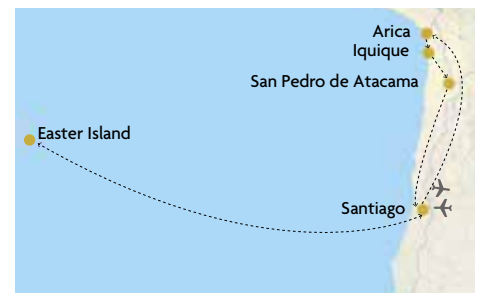 Arica
Iquique
San Pedro de Atacama
Easter Island
Santiago